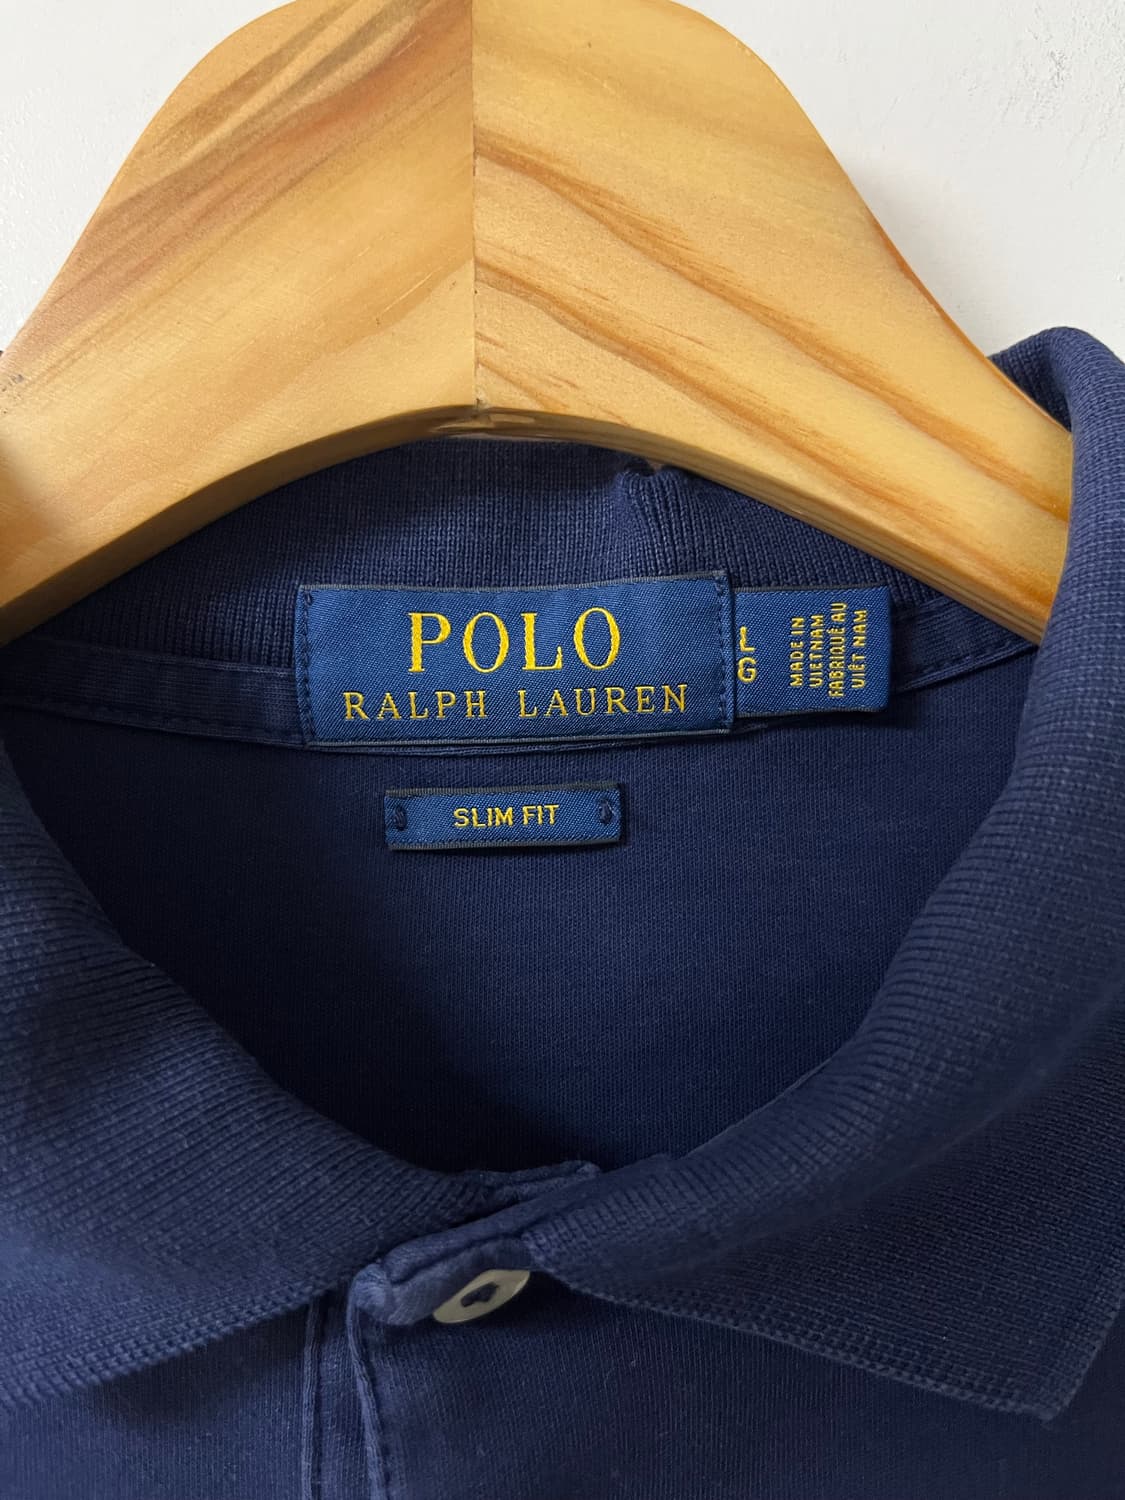 POLO
RALPH LAUREN
L
G
MADE IN
VIETNAM
FABRIQUÉ AU
VIÊT NAM
SLIM FIT